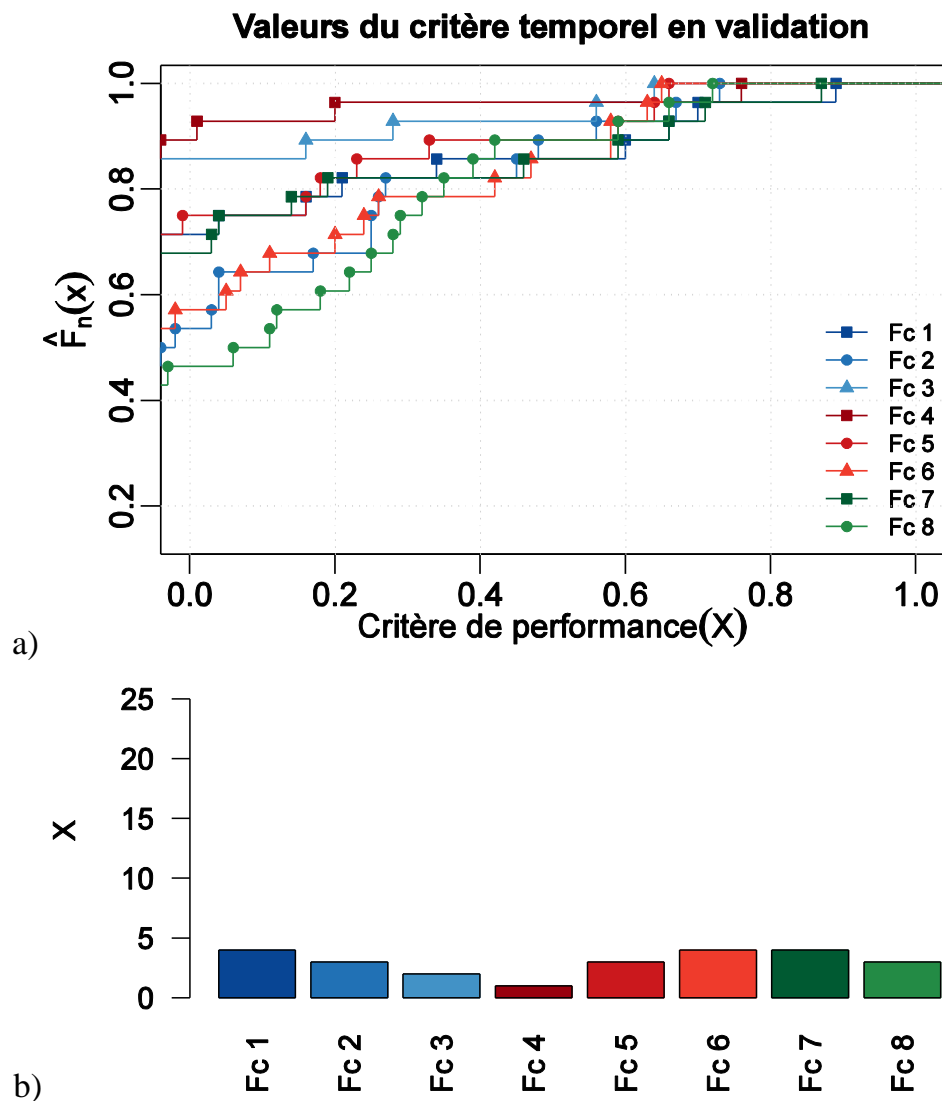 Valeurs du critère temporel en validation
1.0
0.8
0.6
0.4
0.2
F̂n(x)
Fc 1
Fc 2
Fc 3
Fc 4
Fc 5
Fc 6
Fc 7
Fc 8
0.0 0.2 0.4 0.6 0.8 1.0
Critère de performance(X)
a)
25
20
15
10
5
0
X
Fc 1 Fc 2 Fc 3 Fc 4 Fc 5 Fc 6 Fc 7 Fc 8
b)